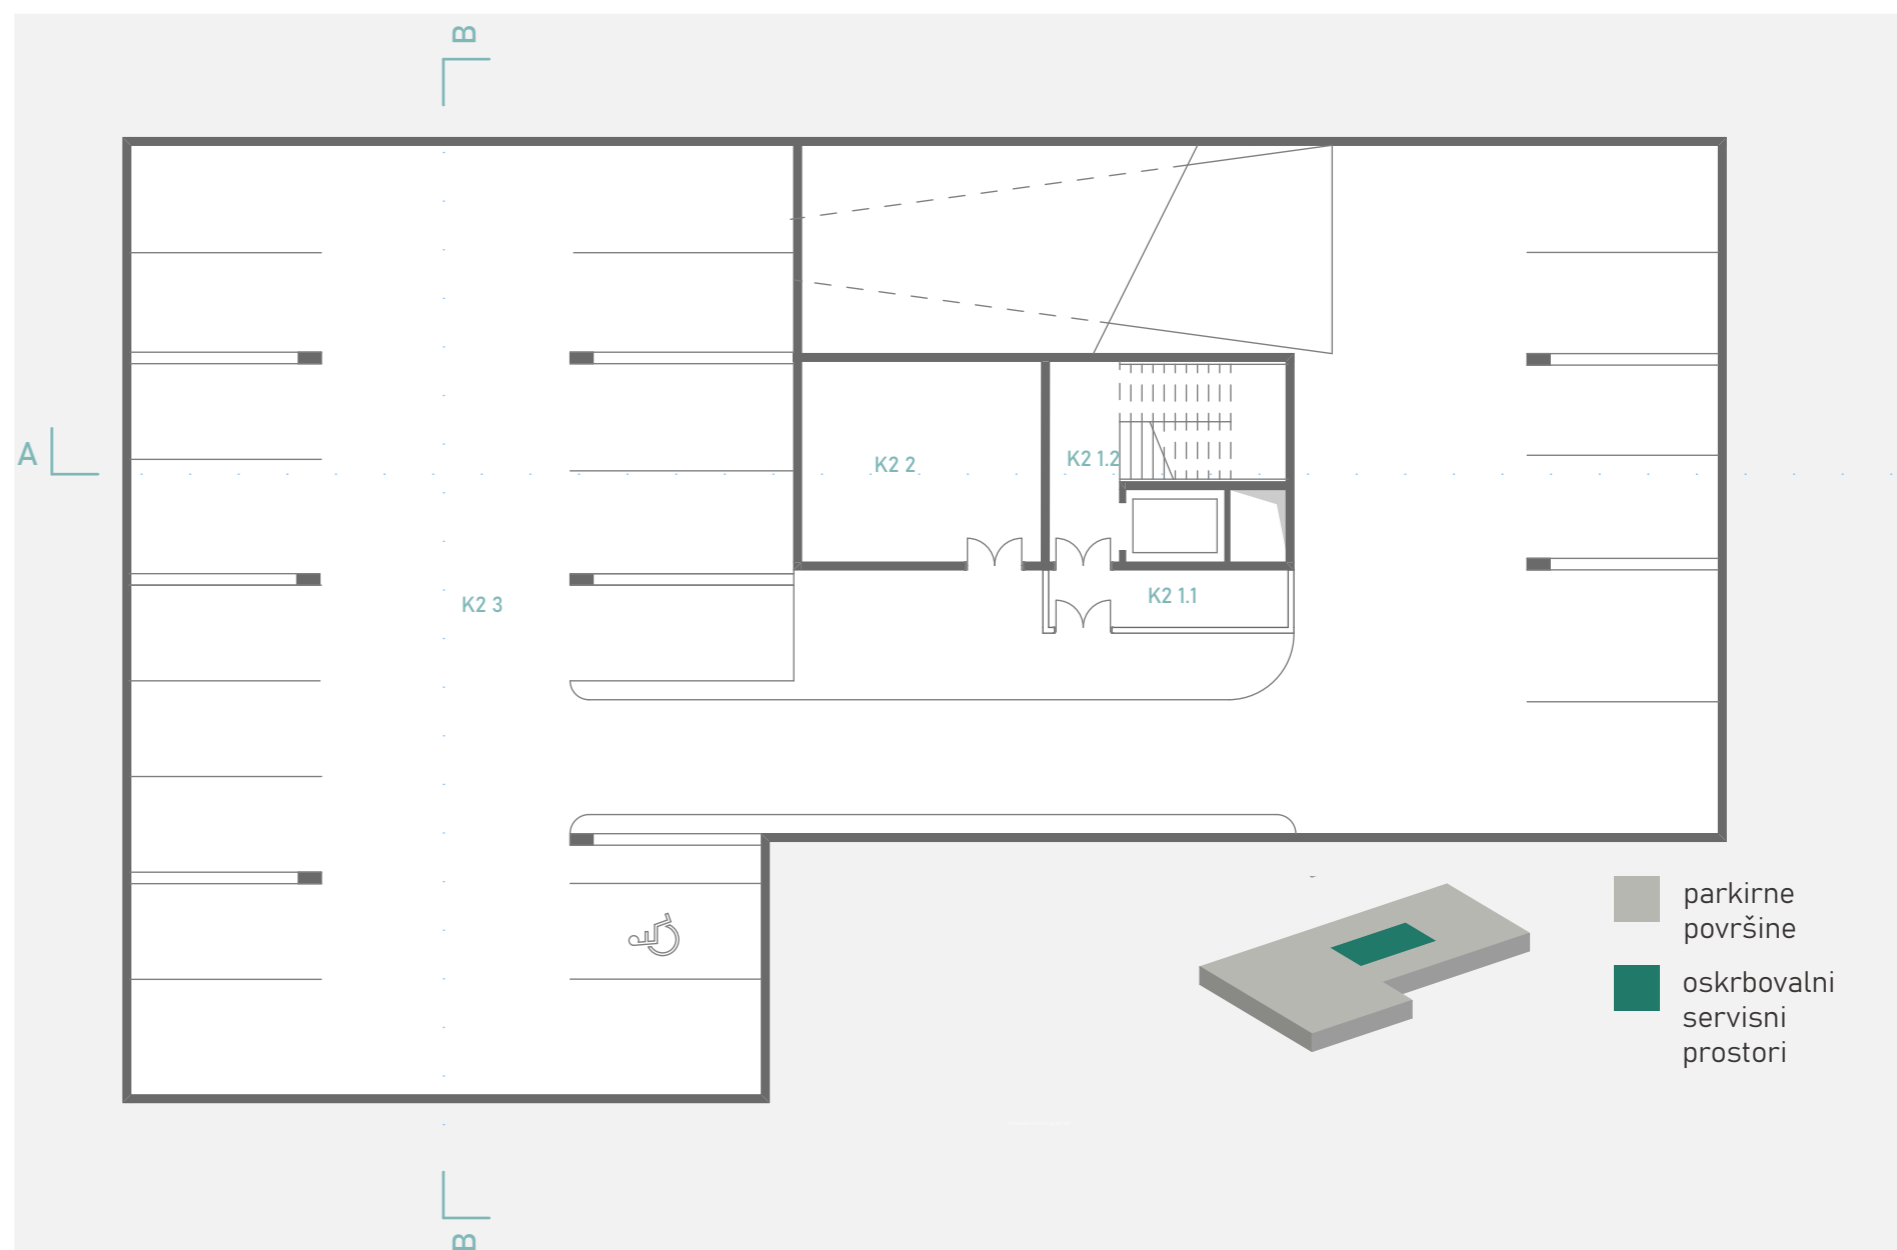 B
A
K2 2
K2 1.2
K2 3
K2 1.1
parkirne
površine
oskrbovalni
servisni
prostori
B